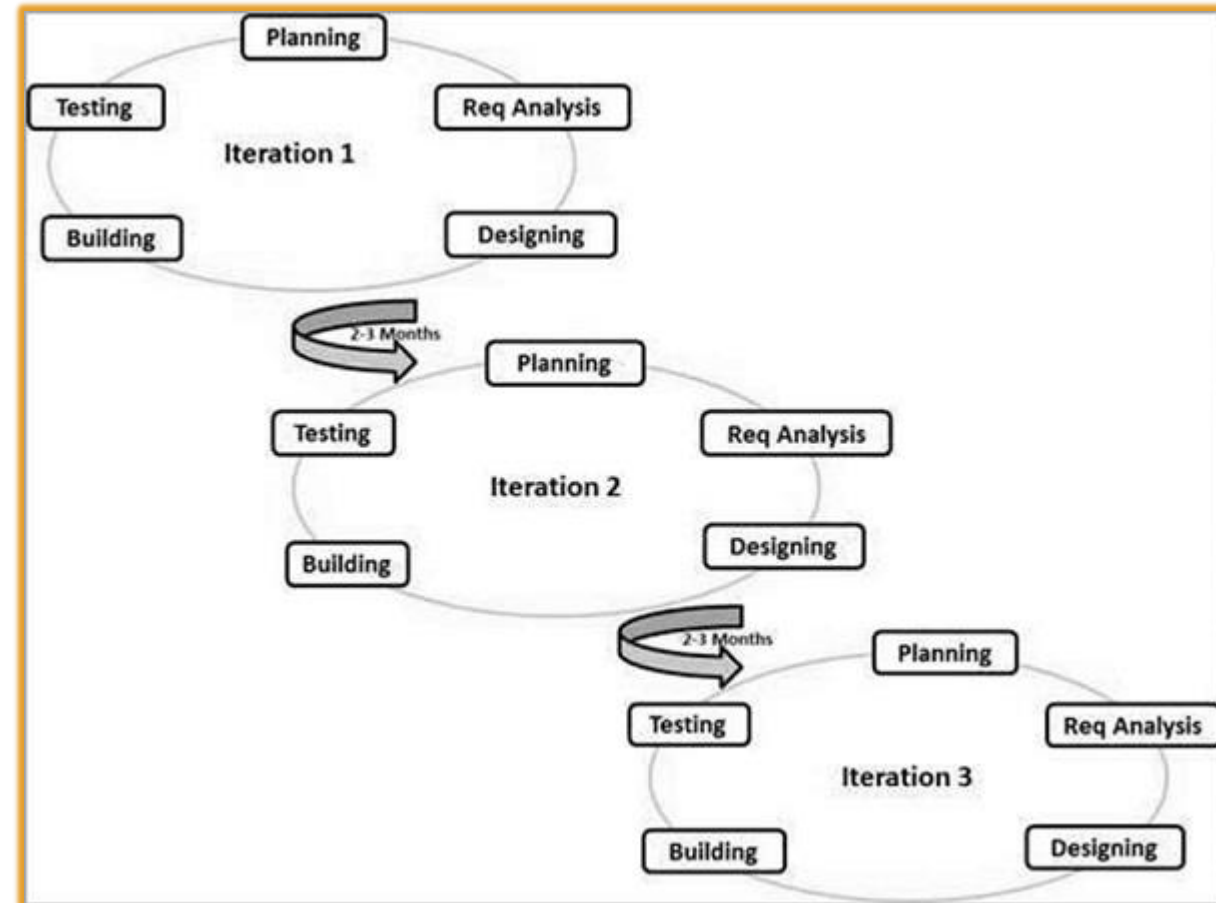 Planning
Testing
Req Analysis
Iteration 1
Building
Designing
2-3 Months
Planning
Testing
Req Analysis
Iteration 2
Building
Designing
2-3 Months
Planning
Testing
Req Analysis
Iteration 3
Building
Designing